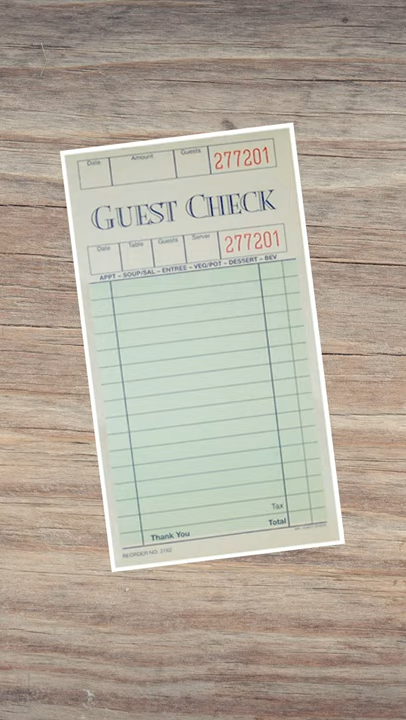 Date Amount Guests 277201
GUEST CHECK
Date Table Guests Server 277201
APPT – SOUP/SAL – ENTREE – VEG/POT – DESSERT – BEV
Tax
Thank You Total
REORDER NO. 3162